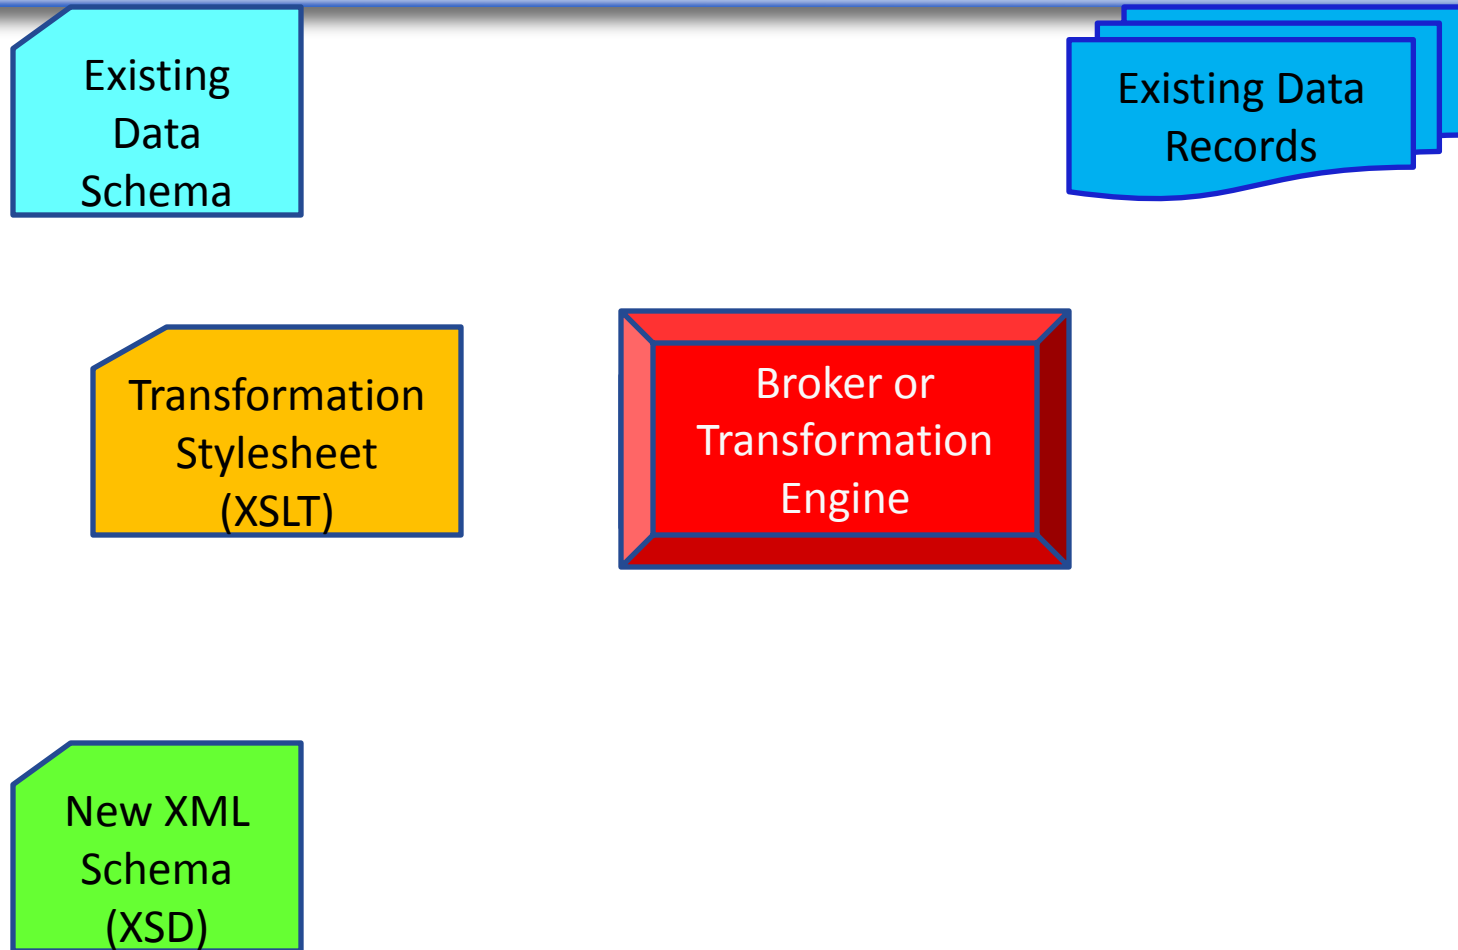 Existing
Data
Schema
Existing Data
Records
Transformation
Stylesheet
(XSLT)
Broker or
Transformation
Engine
New XML
Schema
(XSD)